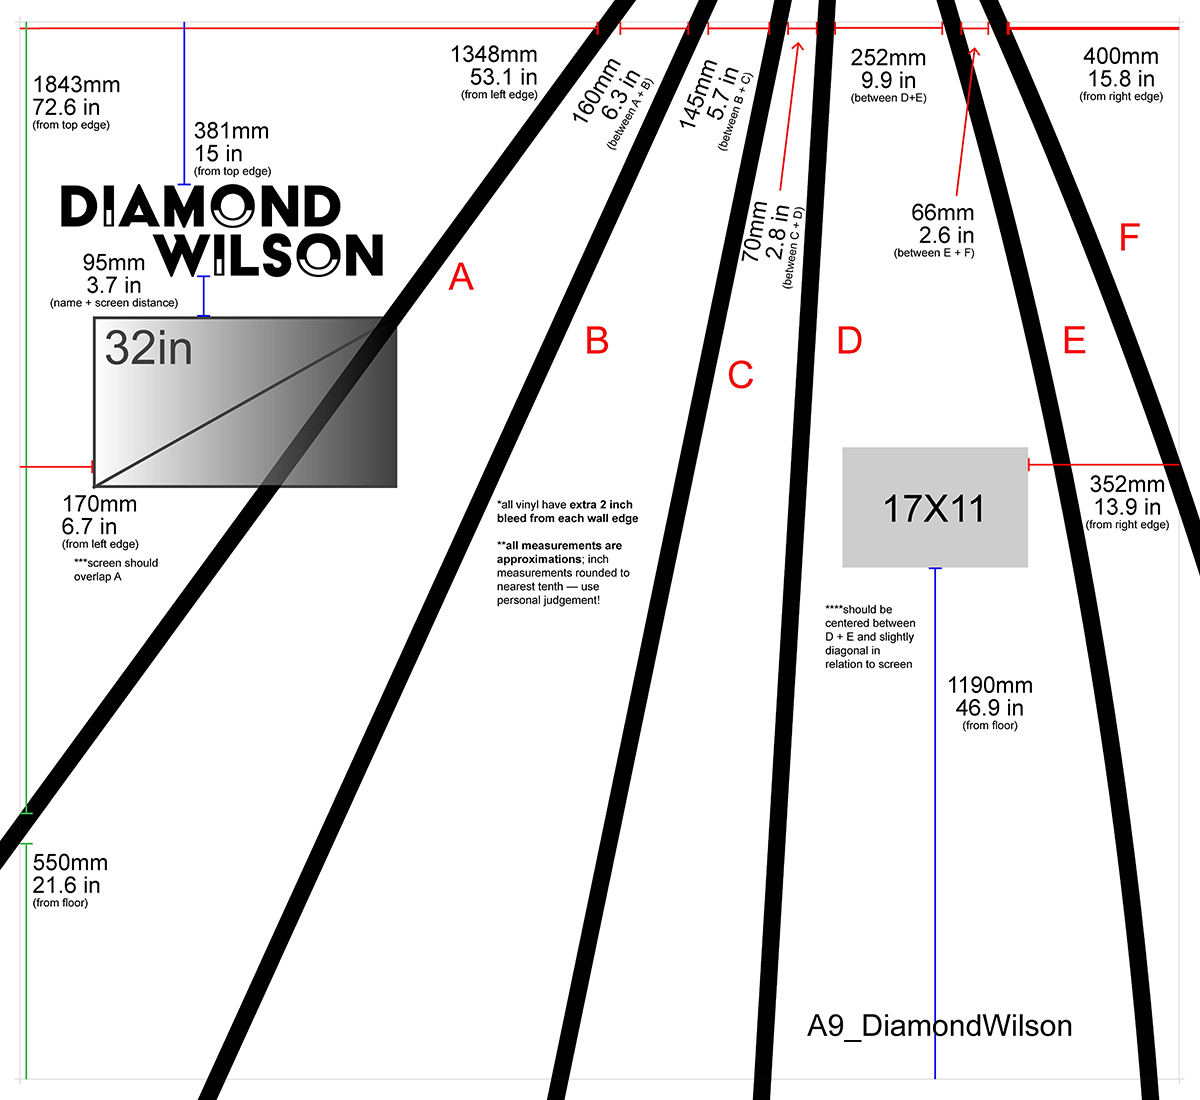 1843mm
72.6 in
(from top edge)
381mm
15 in
(from top edge)
1348mm
53.1 in
(from left edge)
160mm
6.3 in
(between A + B)
145mm
5.7 in
(between B + C)
252mm
9.9 in
(between D+E)
400mm
15.8 in
(from right edge)
DIAMOND
WILSON
70mm
2.8 in
(between C + D)
66mm
2.6 in
(between E + F)
F
95mm
3.7 in
(name + screen distance)
A
B
C
D
E
32in
170mm
6.7 in
(from left edge)
***screen should
overlap A
*all vinyl have extra 2 inch
bleed from each wall edge
**all measurements are
approximations; inch
measurements rounded to
nearest tenth — use
personal judgement!
17X11
352mm
13.9 in
(from right edge)
****should be
centered between
D + E and slightly
diagonal in
relation to screen
1190mm
46.9 in
(from floor)
550mm
21.6 in
(from floor)
A9_DiamondWilson